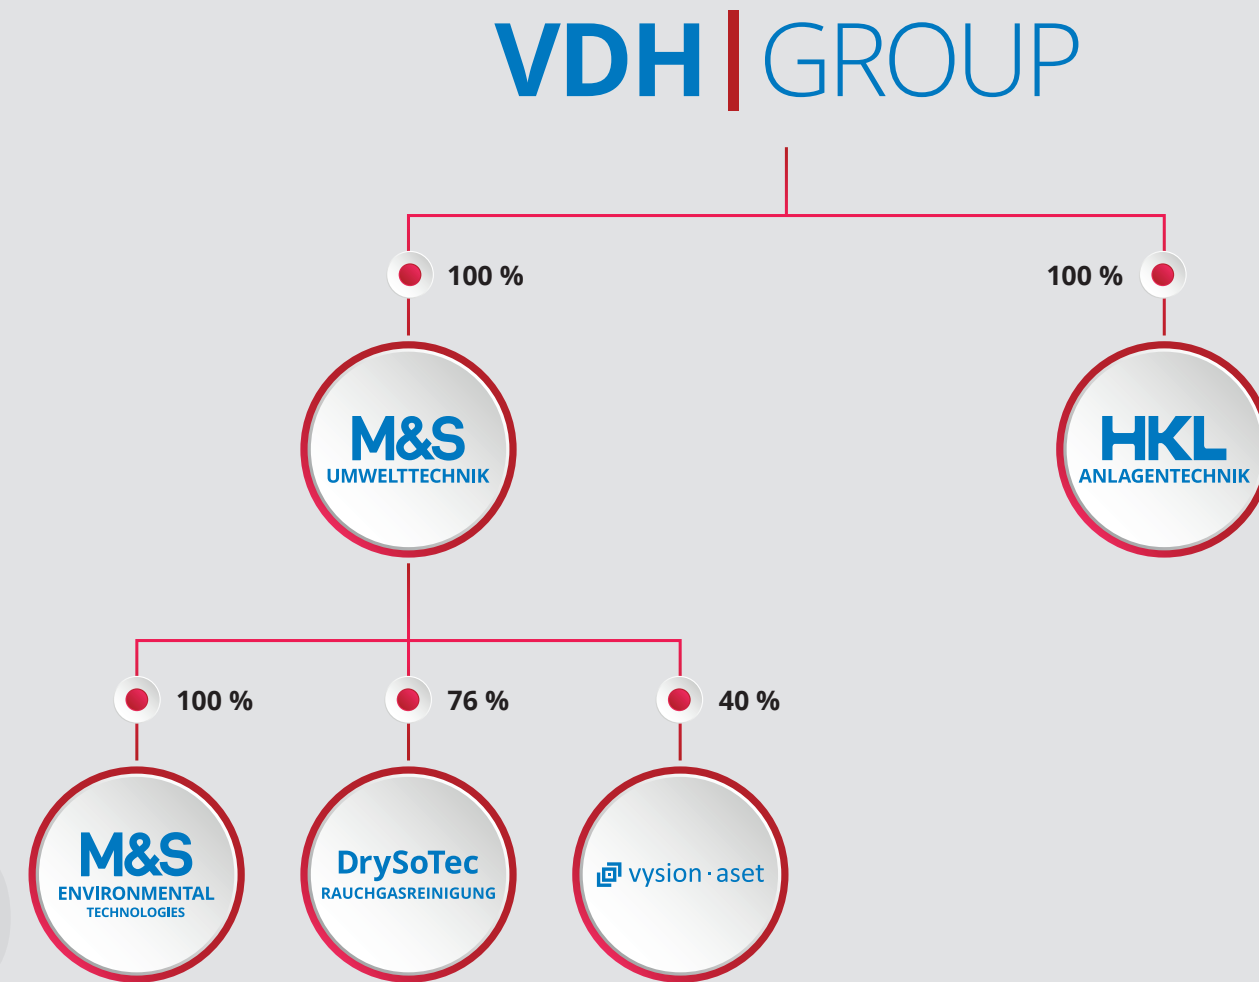 VDH | GROUP
100 %
100 %
M&S
UMWELTTECHNIK
HKL
ANLAGENTECHNIK
100 %
76 %
40 %
M&S
ENVIRONMENTAL
TECHNOLOGIES
DrySoTec
RAUCHGASREINIGUNG
vysion·aset